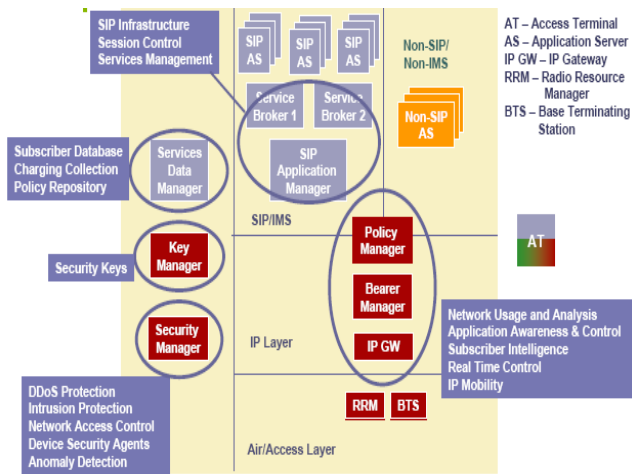 SIP Infrastructure
Session Control
Services Management
SIP
AS
SIP
AS
SIP
AS
Non-SIP/
Non-IMS
AT – Access Terminal
AS – Application Server
IP GW – IP Gateway
RRM – Radio Resource
Manager
BTS – Base Terminating
Station
Service
Broker 1
Service
Broker 2
Non-SIP
AS
Subscriber Database
Charging Collection
Policy Repository
Services
Data
Manager
SIP
Application
Manager
SIP/IMS
Policy
Manager
AT
Security Keys
Key
Manager
Bearer
Manager
Security
Manager
IP Layer
IP GW
Network Usage and Analysis
Application Awareness & Control
Subscriber Intelligence
Real Time Control
IP Mobility
DDoS Protection
Intrusion Protection
Network Access Control
Device Security Agents
Anomaly Detection
RRM
BTS
Air/Access Layer